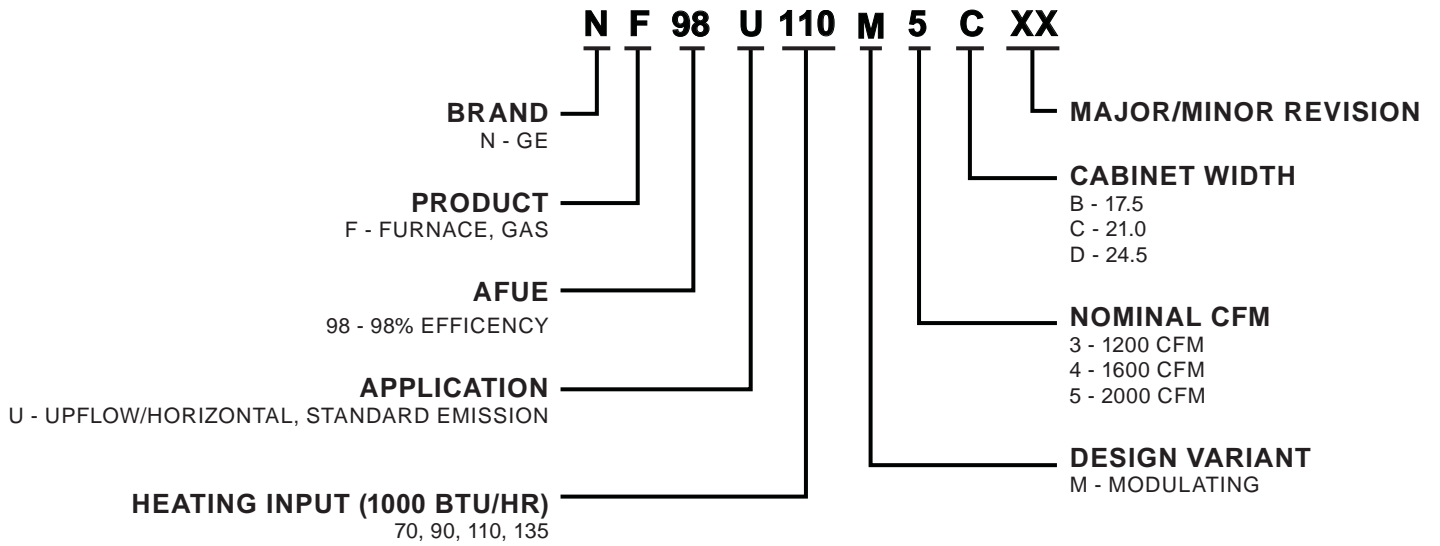 N F 98 U 110 M 5 C XX
BRAND
N - GE
PRODUCT
F - FURNACE, GAS
AFUE
98 - 98% EFFICENCY
APPLICATION
U - UPFLOW/HORIZONTAL, STANDARD EMISSION
HEATING INPUT (1000 BTU/HR)
70, 90, 110, 135
MAJOR/MINOR REVISION
CABINET WIDTH
B - 17.5
C - 21.0
D - 24.5
NOMINAL CFM
3 - 1200 CFM
4 - 1600 CFM
5 - 2000 CFM
DESIGN VARIANT
M - MODULATING